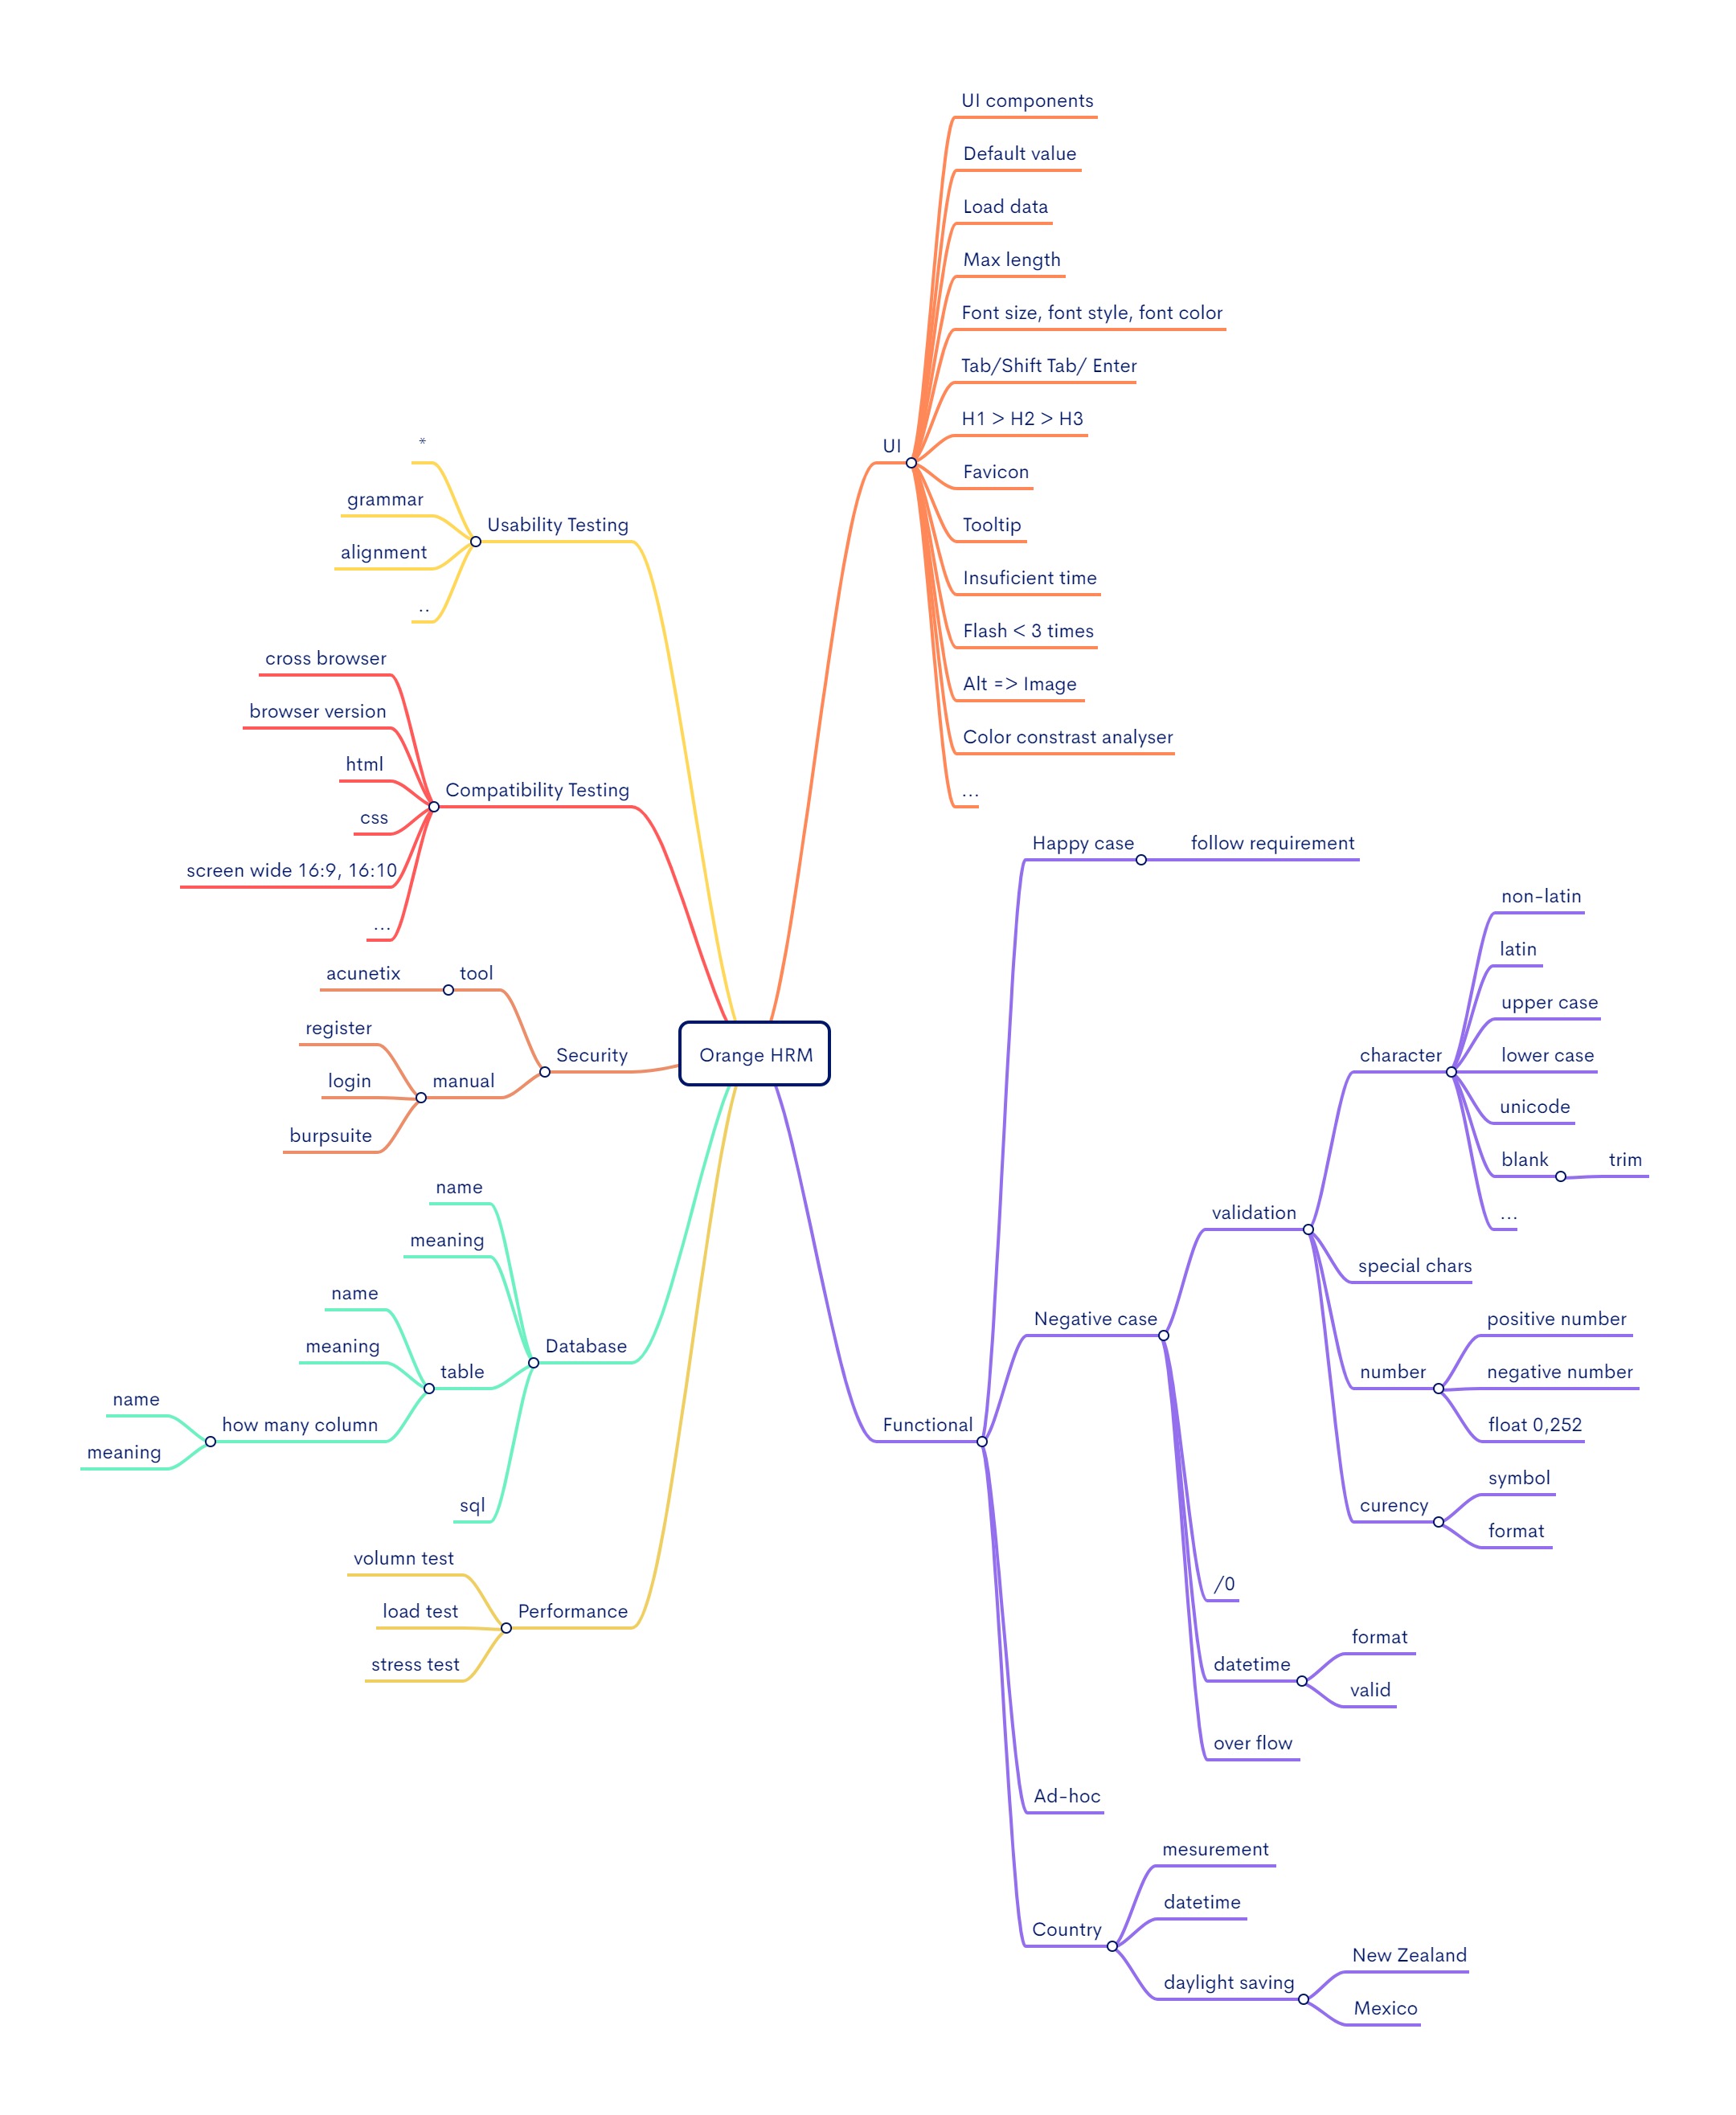 Orange HRM
UI
UI components
Default value
Load data
Max length
Font size, font style, font color
Tab/Shift Tab/ Enter
H1 > H2 > H3
Favicon
Tooltip
Insuficient time
Flash < 3 times
Alt => Image
Color constrast analyser
...
Functional
Happy case
follow requirement
Negative case
validation
character
non-latin
latin
upper case
lower case
unicode
blank
trim
...
special chars
number
positive number
negative number
float 0,252
curency
symbol
format
/0
datetime
format
valid
over flow
Ad-hoc
Country
mesurement
datetime
daylight saving
New Zealand
Mexico
Usability Testing
*
grammar
alignment
..
Compatibility Testing
cross browser
browser version
html
css
screen wide 16:9, 16:10
...
Security
tool
acunetix
manual
register
login
burpsuite
Database
name
meaning
table
name
meaning
how many column
name
meaning
sql
Performance
volumn test
load test
stress test